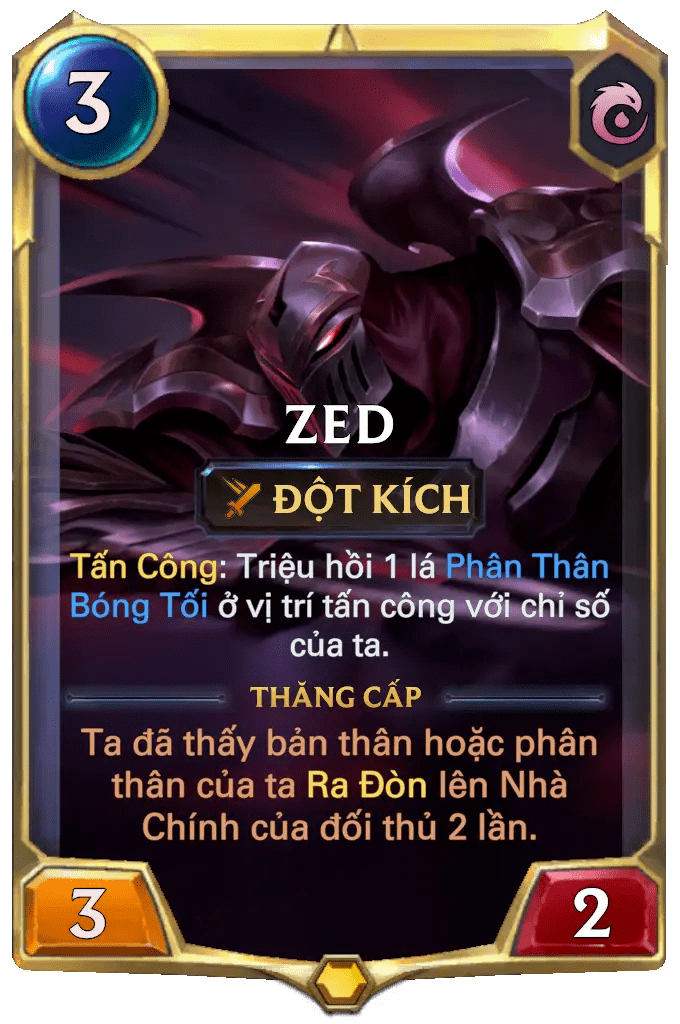 3
ZED
ĐỘT KÍCH
Tấn Công: Triệu hồi 1 lá Phân Thân
Bóng Tối ở vị trí tấn công với chỉ số
của ta.
THĂNG CẤP
Ta đã thấy bản thân hoặc phân
thân của ta Ra Đòn lên Nhà
Chính của đối thủ 2 lần.
3
2